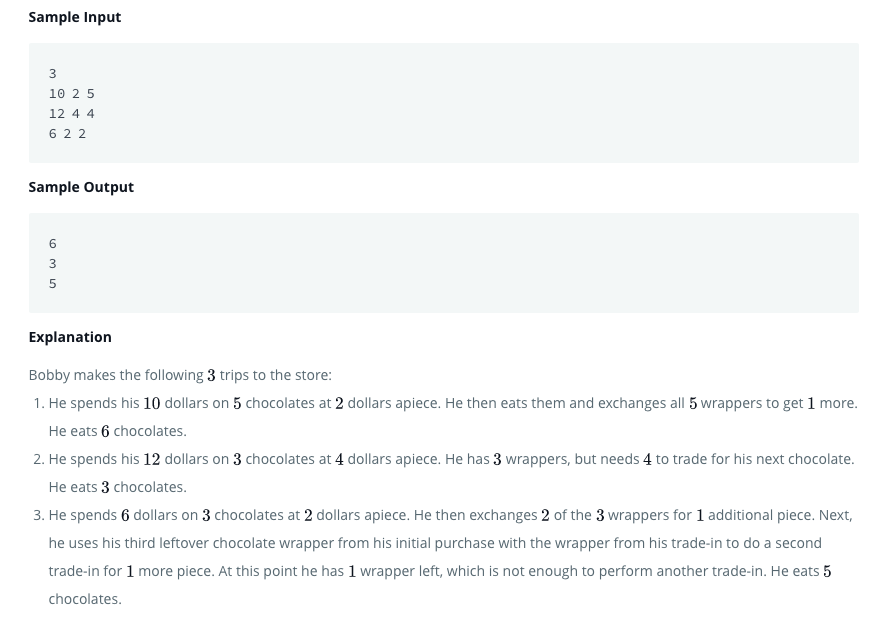 Sample Input
3
10 2 5
12 4 4
6 2 2
Sample Output
6
3
5
Explanation
Bobby makes the following 3 trips to the store:
1. He spends his 10 dollars on 5 chocolates at 2 dollars apiece. He then eats them and exchanges all 5 wrappers to get 1 more.
He eats 6 chocolates.
2. He spends his 12 dollars on 3 chocolates at 4 dollars apiece. He has 3 wrappers, but needs 4 to trade for his next chocolate.
He eats 3 chocolates.
3. He spends 6 dollars on 3 chocolates at 2 dollars apiece. He then exchanges 2 of the 3 wrappers for 1 additional piece. Next,
he uses his third leftover chocolate wrapper from his initial purchase with the wrapper from his trade-in to do a second
trade-in for 1 more piece. At this point he has 1 wrapper left, which is not enough to perform another trade-in. He eats 5
chocolates.